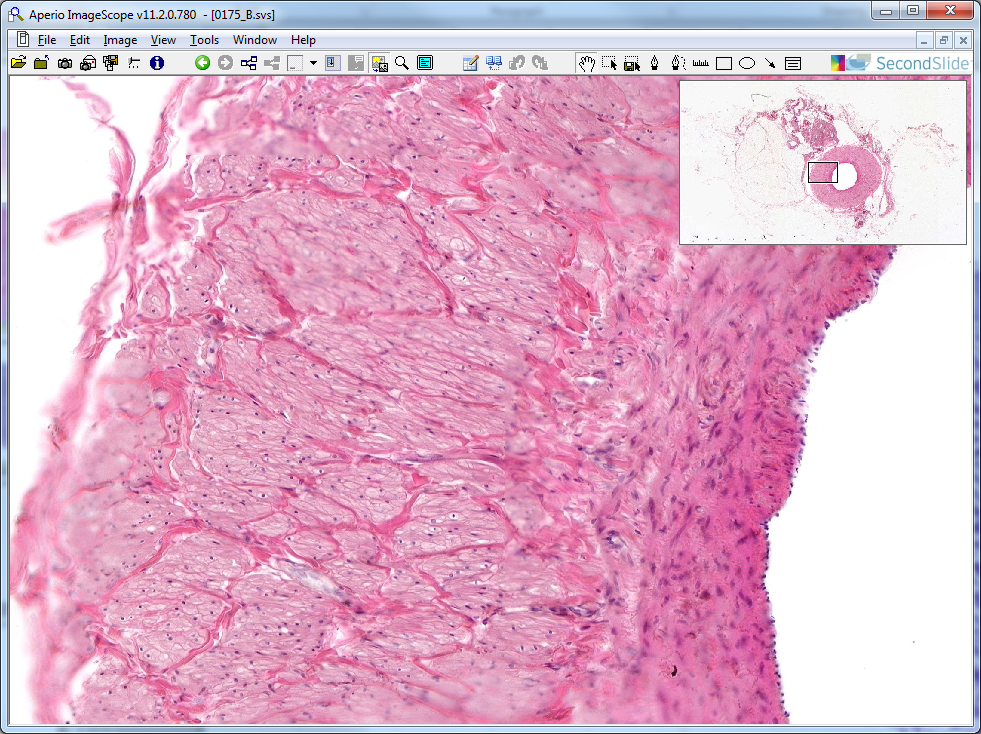 Aperio ImageScope v11.2.0.780 - [0175_B.svs]
File Edit Image View Tools Window Help
SecondSlide